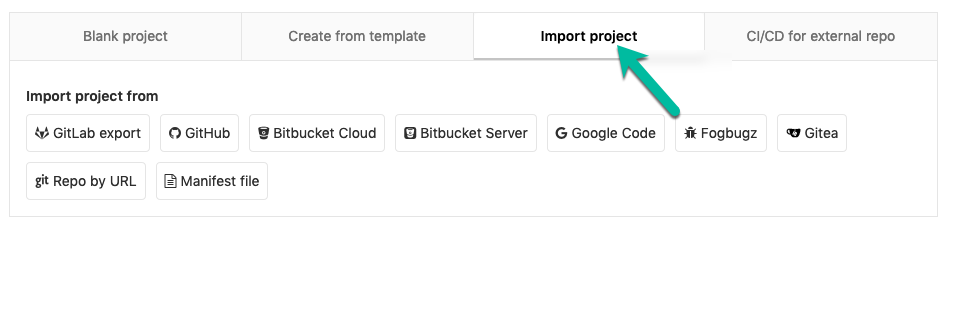 Blank project Create from template Import project CI/CD for external repo
Import project from
GitLab export GitHub Bitbucket Cloud Bitbucket Server Google Code Fogbugz Gitea
git Repo by URL Manifest file